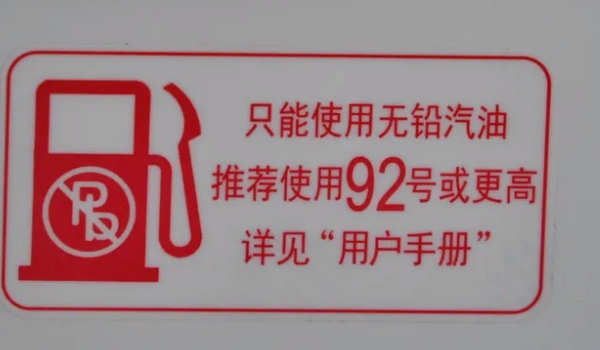 Pb
只能使用无铅汽油
推荐使用92号或更高
详见“用户手册”